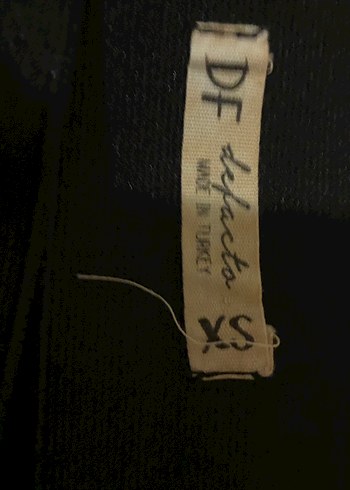 DF
defacto
MADE IN TURKEY
XS